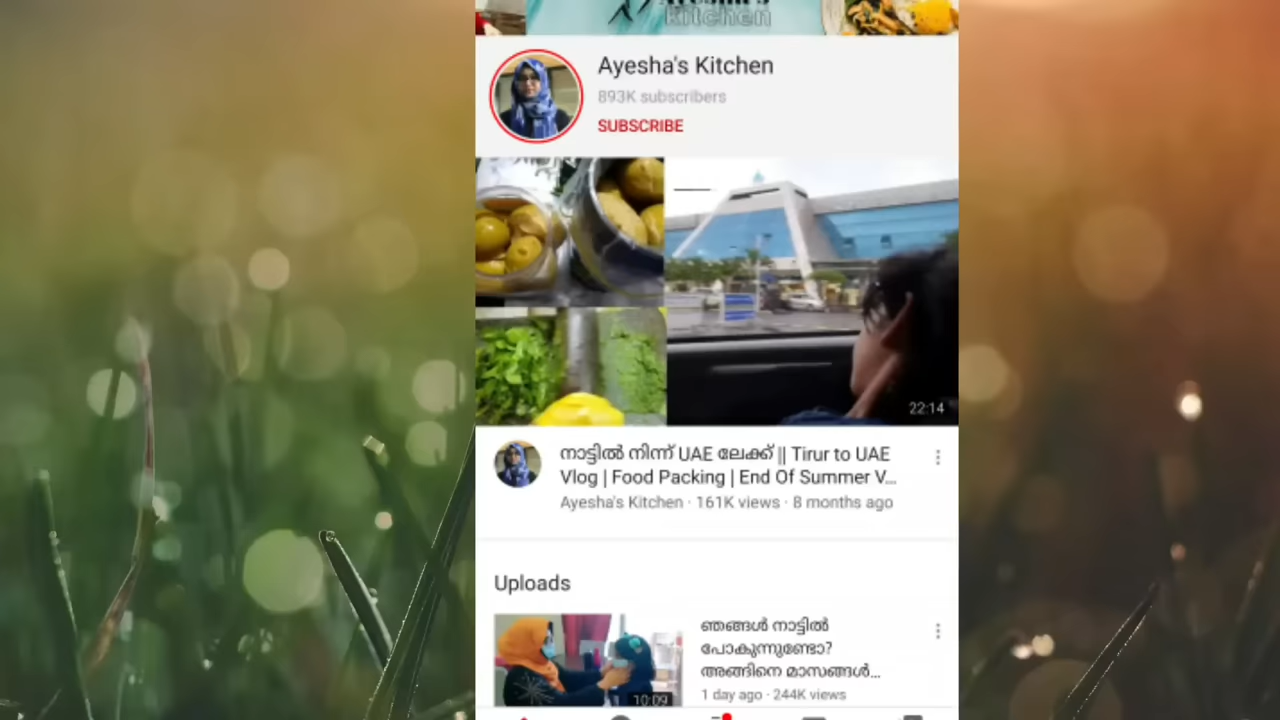 Kitchen
Ayesha's Kitchen
893K subscribers
SUBSCRIBE
22:14
നാട്ടിൽ നിന്ന് UAE ലേക്ക് || Tirur to UAE
Vlog | Food Packing | End Of Summer V...
Ayesha's Kitchen · 161K views · 8 months ago
Uploads
ഞങ്ങൾ നാട്ടിൽ
പോകുന്നുണ്ടോ?
അങ്ങിനെ മാസങ്ങൾ...
10:09
1 day ago · 244K views